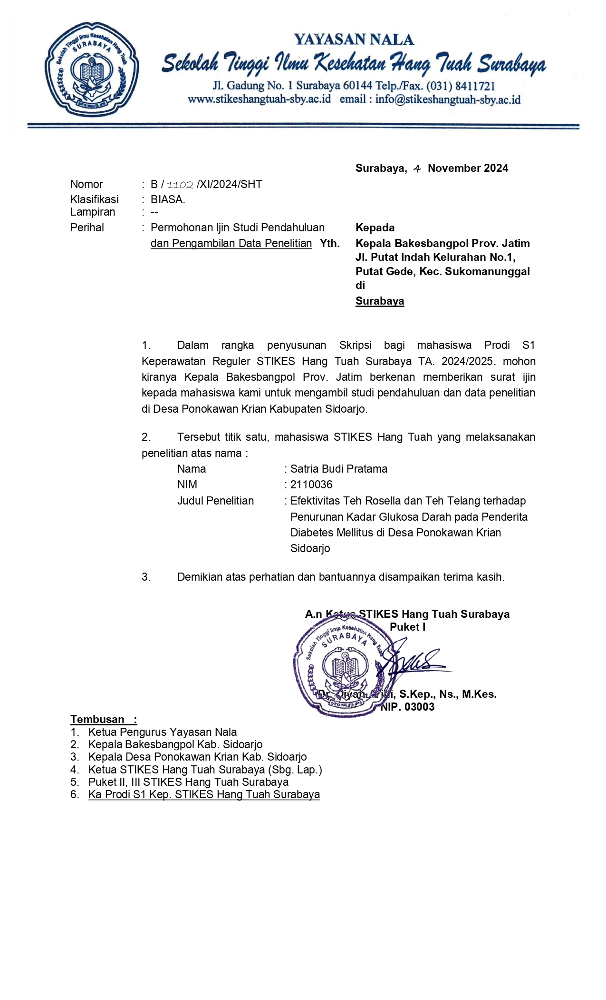 Sekolah Tinggi Ilmu Kesehatan Hang Tuah
SURABAYA
SATYA WALUYA JAYA
YAYASAN NALA
Sekolah Tinggi Ilmu Kesehatan Hang Tuah Surabaya
Jl. Gadung No. 1 Surabaya 60144 Telp./Fax. (031) 8411721
www.stikeshangtuah-sby.ac.id email : info@stikeshangtuah-sby.ac.id
Surabaya, 4 November 2024
Nomor : B / 1102 /XI/2024/SHT
Klasifikasi : BIASA.
Lampiran : --
Perihal : Permohonan Ijin Studi Pendahuluan Kepada
dan Pengambilan Data Penelitian Yth. Kepala Bakesbangpol Prov. Jatim
Jl. Putat Indah Kelurahan No.1,
Putat Gede, Kec. Sukomanunggal
di
Surabaya
1. Dalam rangka penyusunan Skripsi bagi mahasiswa Prodi S1
Keperawatan Reguler STIKES Hang Tuah Surabaya TA. 2024/2025. mohon
kiranya Kepala Bakesbangpol Prov. Jatim berkenan memberikan surat ijin
kepada mahasiswa kami untuk mengambil studi pendahuluan dan data penelitian
di Desa Ponokawan Krian Kabupaten Sidoarjo.
2. Tersebut titik satu, mahasiswa STIKES Hang Tuah yang melaksanakan
penelitian atas nama :
Nama : Satria Budi Pratama
NIM : 2110036
Judul Penelitian : Efektivitas Teh Rosella dan Teh Telang terhadap
Penurunan Kadar Glukosa Darah pada Penderita
Diabetes Mellitus di Desa Ponokawan Krian
Sidoarjo
3. Demikian atas perhatian dan bantuannya disampaikan terima kasih.
A.n Ketua STIKES Hang Tuah Surabaya
Puket I
Sekolah Tinggi Ilmu Kesehatan Hang Tuah
SURABAYA
SATYA WALUYA JAYA
Dr. Diyah Arini, S.Kep., Ns., M.Kes.
NIP. 03003
Tembusan :
1. Ketua Pengurus Yayasan Nala
2. Kepala Bakesbangpol Kab. Sidoarjo
3. Kepala Desa Ponokawan Krian Kab. Sidoarjo
4. Ketua STIKES Hang Tuah Surabaya (Sbg. Lap.)
5. Puket II, III STIKES Hang Tuah Surabaya
6. Ka Prodi S1 Kep. STIKES Hang Tuah Surabaya